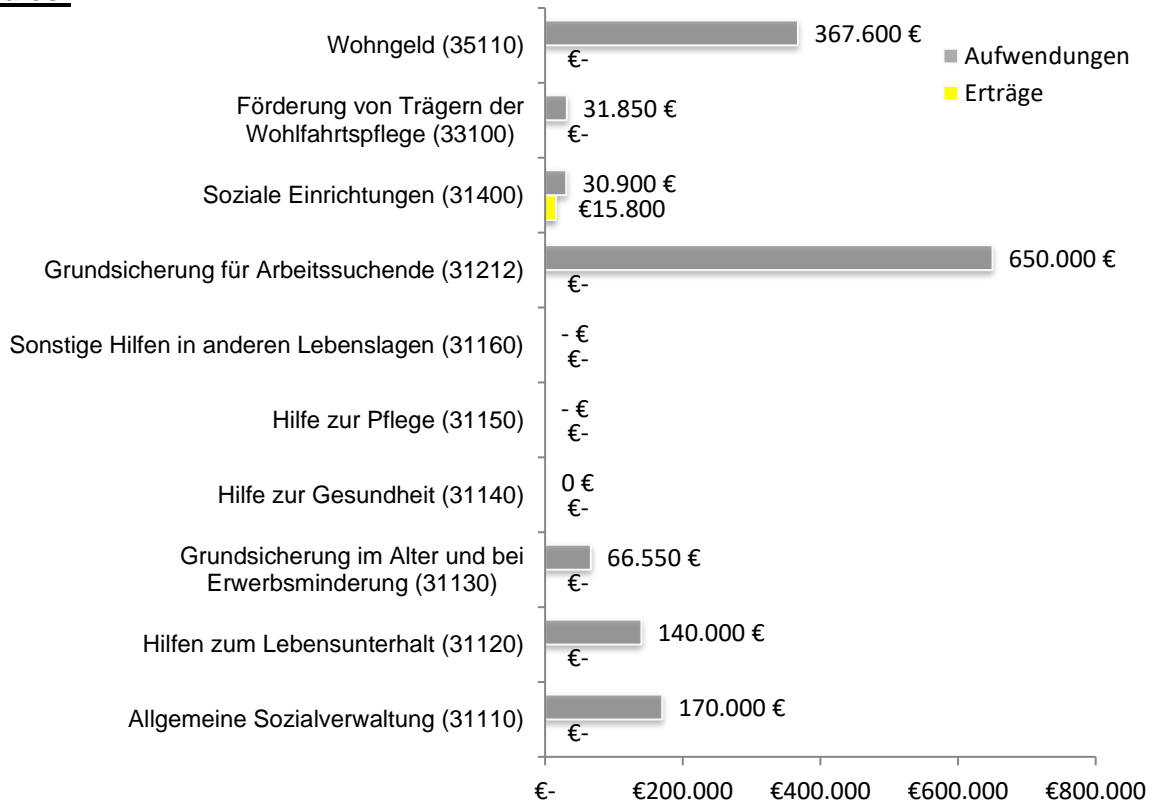 Wohngeld (35110)
367.600 €
€-
Aufwendungen
Erträge
Förderung von Trägern der
Wohlfahrtspflege (33100)
31.850 €
€-
Soziale Einrichtungen (31400)
30.900 €
€15.800
Grundsicherung für Arbeitssuchende (31212)
650.000 €
€-
Sonstige Hilfen in anderen Lebenslagen (31160)
- €
€-
Hilfe zur Pflege (31150)
- €
€-
Hilfe zur Gesundheit (31140)
0 €
€-
Grundsicherung im Alter und bei
Erwerbsminderung (31130)
66.550 €
€-
Hilfen zum Lebensunterhalt (31120)
140.000 €
€-
Allgemeine Sozialverwaltung (31110)
170.000 €
€-
€- €200.000 €400.000 €600.000 €800.000